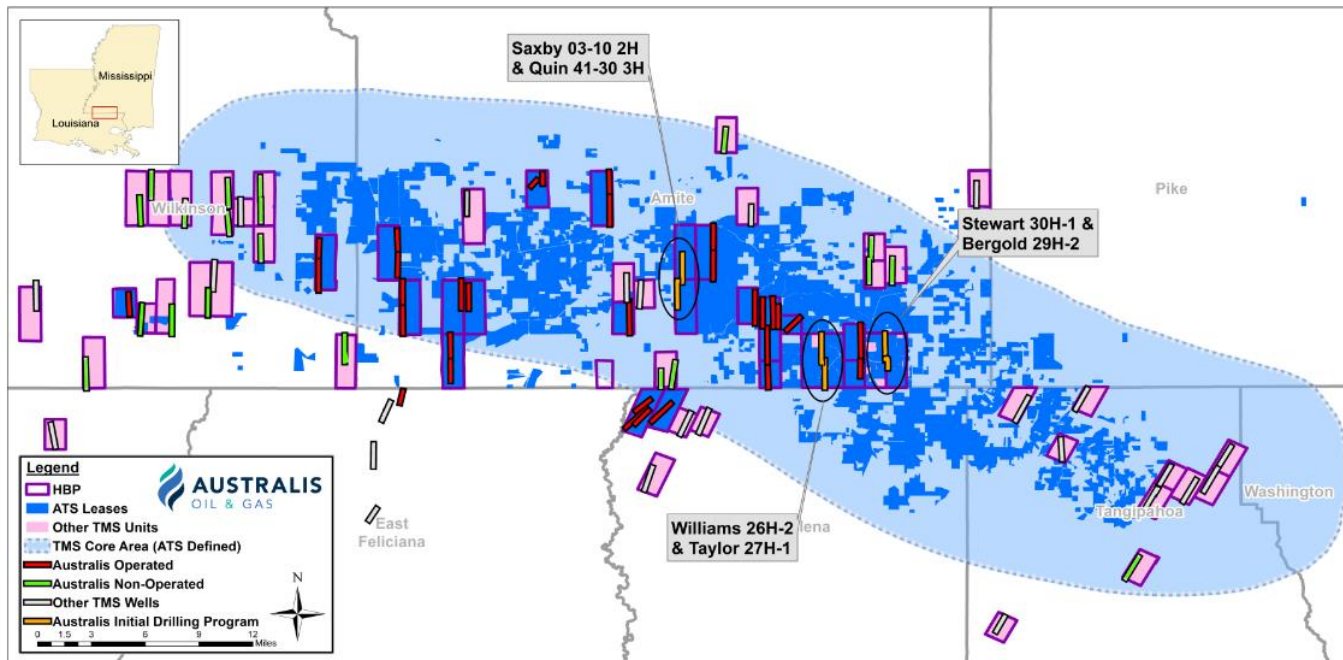 Mississippi
Louisiana
Saxby 03-10 2H
& Quin 41-30 3H
Amite
Pike
Wilkinson
Stewart 30H-1 &
Bergold 29H-2
Williams 26H-2
& Taylor 27H-1
lena
East
Feliciana
Tangipahoa
Washington
Legend
AUSTRALIS
OIL & GAS
HBP
ATS Leases
Other TMS Units
TMS Core Area (ATS Defined)
Australis Operated
Australis Non-Operated
Other TMS Wells
Australis Initial Drilling Program
N
0 1.5 3 6 9 12
Miles